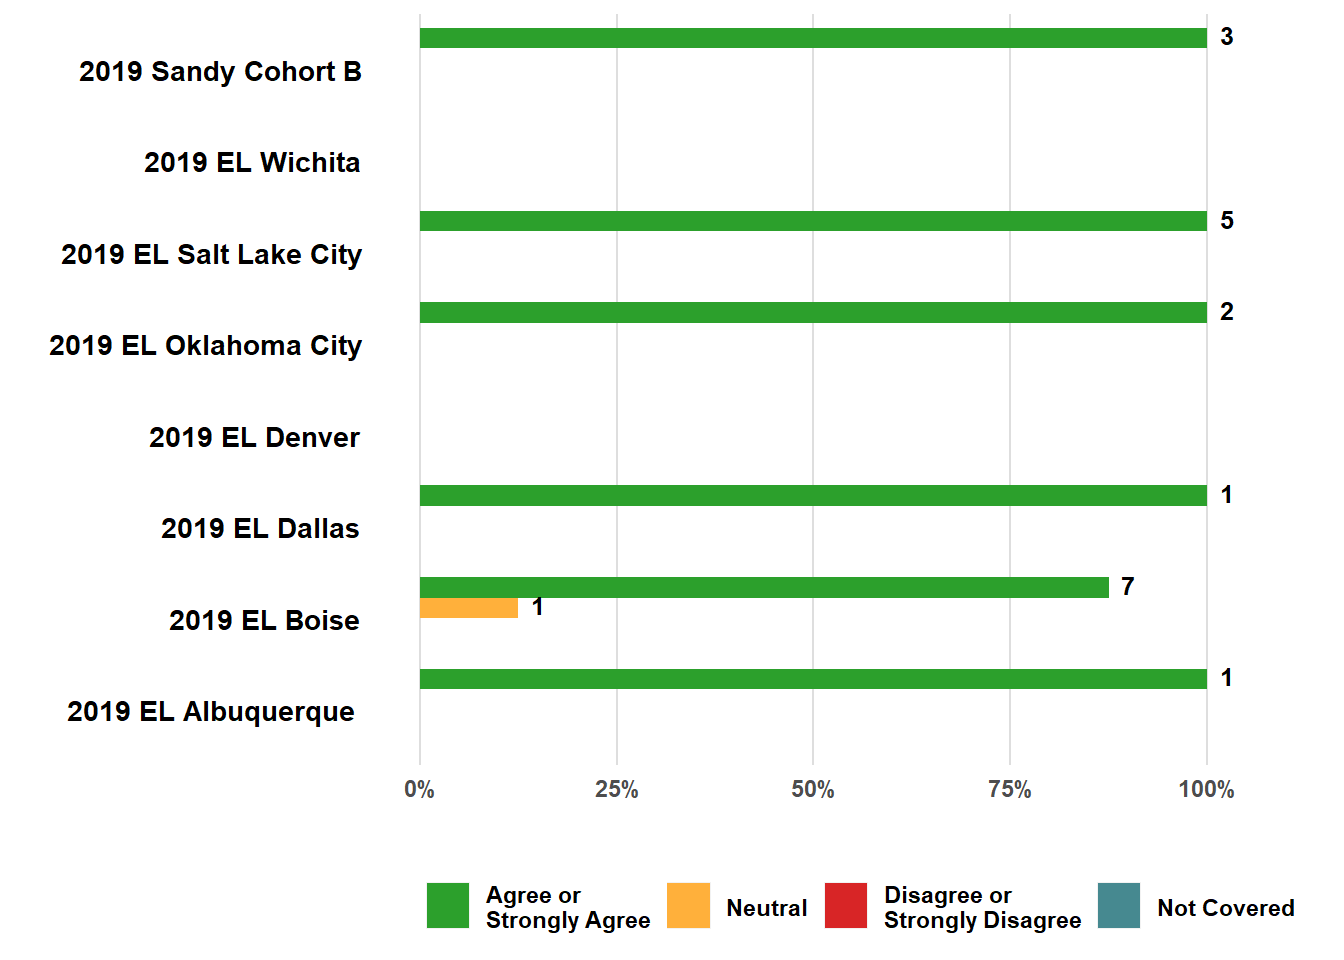 3
2019 Sandy Cohort B
2019 EL Wichita
5
2019 EL Salt Lake City
2
2019 EL Oklahoma City
2019 EL Denver
1
2019 EL Dallas
7
1
2019 EL Boise
1
2019 EL Albuquerque
0% 25% 50% 75% 100%
Agree or
Strongly Agree
Neutral
Disagree or
Strongly Disagree
Not Covered